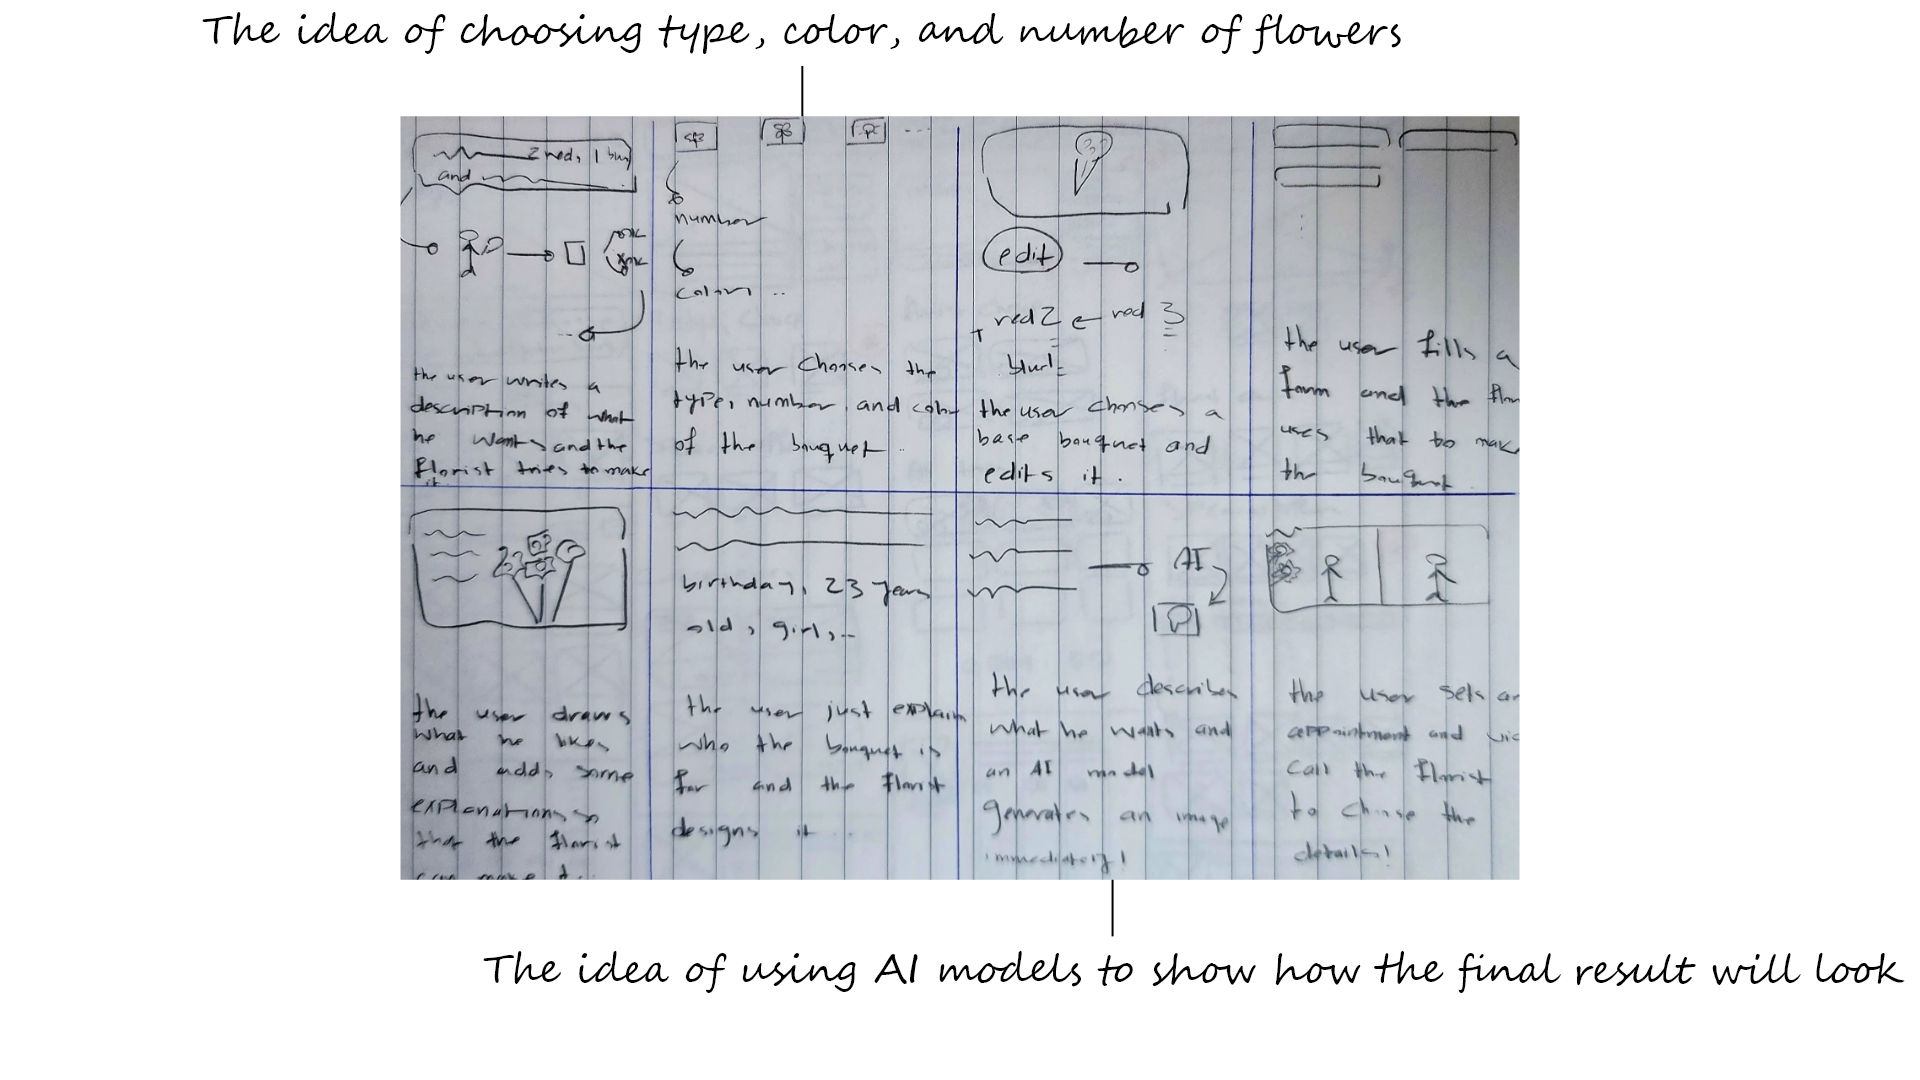 The idea of choosing type, color, and number of flowers
2 red, 1 blu
and
the user writes a
description of what
he wants and the
florist tries to make
it
number
color ..
the user chooses the
type, number and colo
of the bouquet.
edit
red 2 ← red 3
+ blue 1
the user chooses a
base bouquet and
edits it.
the user fills a
form and the flo
uses that to mak
the bouquet
the user draws
what he likes
and adds some
explanations so
that the florist
can make it.
birthday, 23 years
old, girl, ..
the user just explain
who the bouquet is
for and the florist
designs it ..
AI
the user describes
what he wants and
an AI model
generates an image
immediately!
the user sets an
appointment and vid
call the florist
to choose the
details!
The idea of using AI models to show how the final result will look